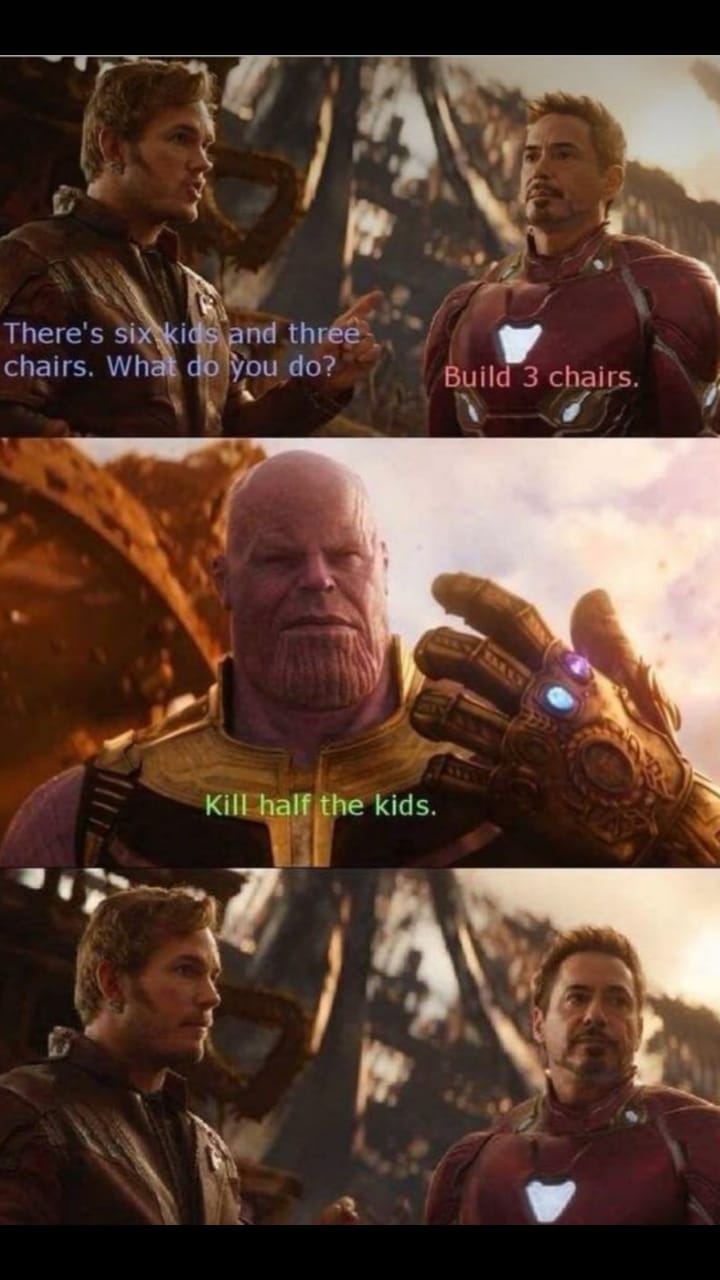 There's six kids and three
chairs. What do you do?
Build 3 chairs.
Kill half the kids.